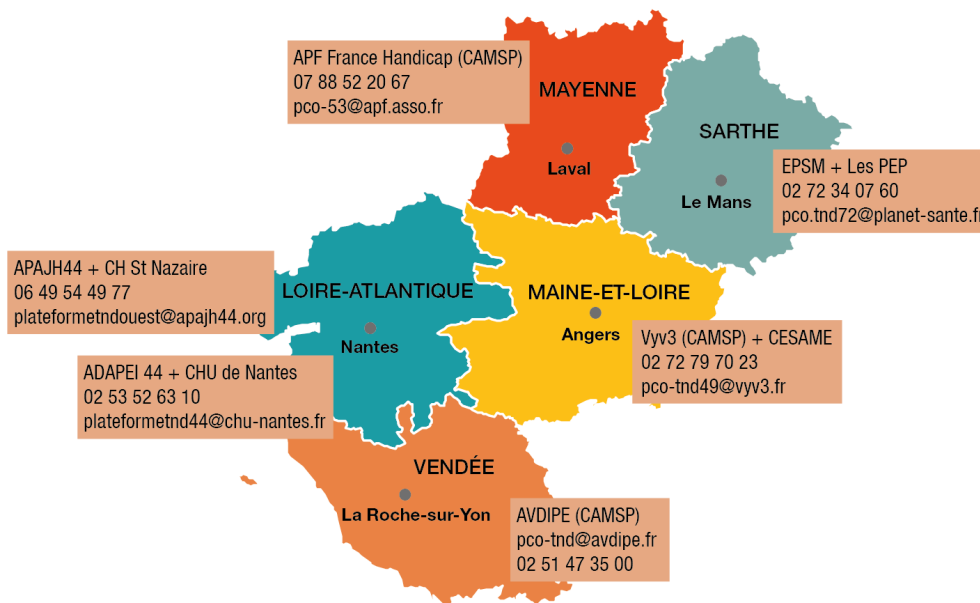 APF France Handicap (CAMSP)
07 88 52 20 67
pco-53@apf.asso.fr
MAYENNE
Laval
SARTHE
Le Mans
EPSM + Les PEP
02 72 34 07 60
pco.tnd72@planet-sante.fr
APAJH44 + CH St Nazaire
06 49 54 49 77
plateformetndouest@apajh44.org
LOIRE-ATLANTIQUE
Nantes
ADAPEI 44 + CHU de Nantes
02 53 52 63 10
plateformetnd44@chu-nantes.fr
MAINE-ET-LOIRE
Angers
Vyv3 (CAMSP) + CESAME
02 72 79 70 23
pco-tnd49@vyv3.fr
VENDÉE
La Roche-sur-Yon
AVDIPE (CAMSP)
pco-tnd@avdipe.fr
02 51 47 35 00